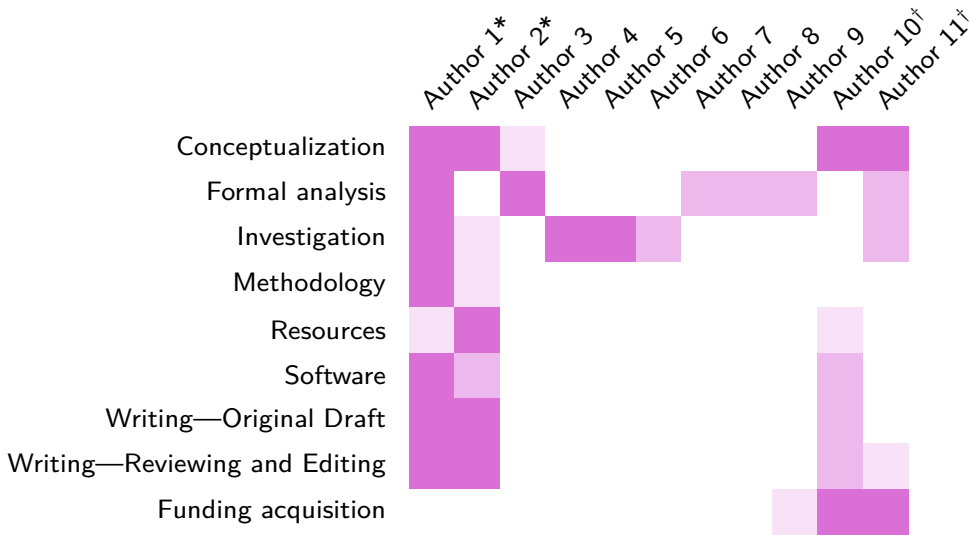 Author 1*
Author 2*
Author 3
Author 4
Author 5
Author 6
Author 7
Author 8
Author 9
Author 10†
Author 11†
Conceptualization
Formal analysis
Investigation
Methodology
Resources
Software
Writing—Original Draft
Writing—Reviewing and Editing
Funding acquisition